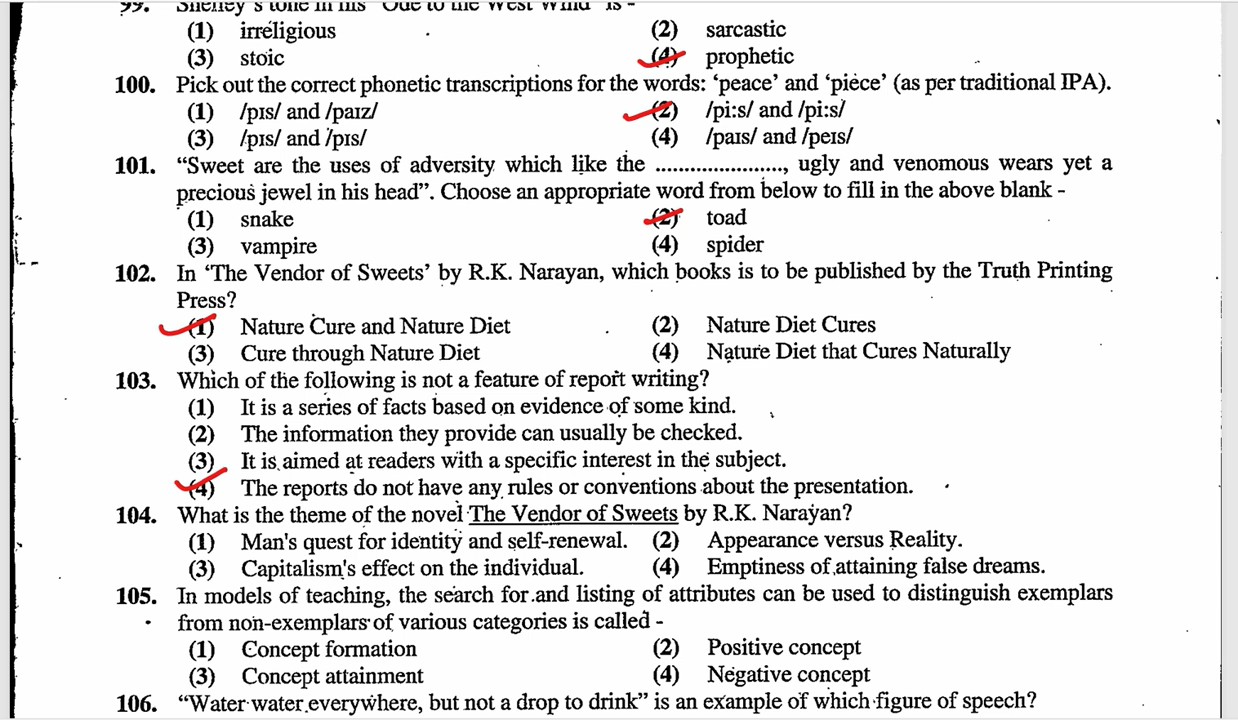 99. Shelley's tone in his 'Ode to the West Wind' is -
(1) irreligious (2) sarcastic
(3) stoic (4) prophetic
100. Pick out the correct phonetic transcriptions for the words: 'peace' and 'piece' (as per traditional IPA).
(1) /pɪs/ and /paɪz/ (2) /pi:s/ and /pi:s/
(3) /pɪs/ and /pɪs/ (4) /paɪs/ and /peɪs/
101. "Sweet are the uses of adversity which like the ......................, ugly and venomous wears yet a
precious jewel in his head". Choose an appropriate word from below to fill in the above blank -
(1) snake (2) toad
(3) vampire (4) spider
102. In 'The Vendor of Sweets' by R.K. Narayan, which books is to be published by the Truth Printing
Press?
(1) Nature Cure and Nature Diet (2) Nature Diet Cures
(3) Cure through Nature Diet (4) Nature Diet that Cures Naturally
103. Which of the following is not a feature of report writing?
(1) It is a series of facts based on evidence of some kind.
(2) The information they provide can usually be checked.
(3) It is aimed at readers with a specific interest in the subject.
(4) The reports do not have any rules or conventions about the presentation.
104. What is the theme of the novel The Vendor of Sweets by R.K. Narayan?
(1) Man's quest for identity and self-renewal. (2) Appearance versus Reality.
(3) Capitalism's effect on the individual. (4) Emptiness of attaining false dreams.
105. In models of teaching, the search for and listing of attributes can be used to distinguish exemplars
from non-exemplars of various categories is called -
(1) Concept formation (2) Positive concept
(3) Concept attainment (4) Negative concept
106. "Water water everywhere, but not a drop to drink" is an example of which figure of speech?